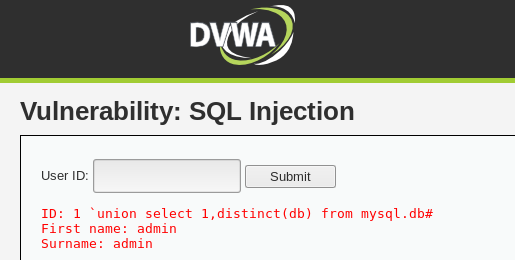 DVWA
Vulnerability: SQL Injection
User ID: Submit
ID: 1 `union select 1,distinct(db) from mysql.db#
First name: admin
Surname: admin